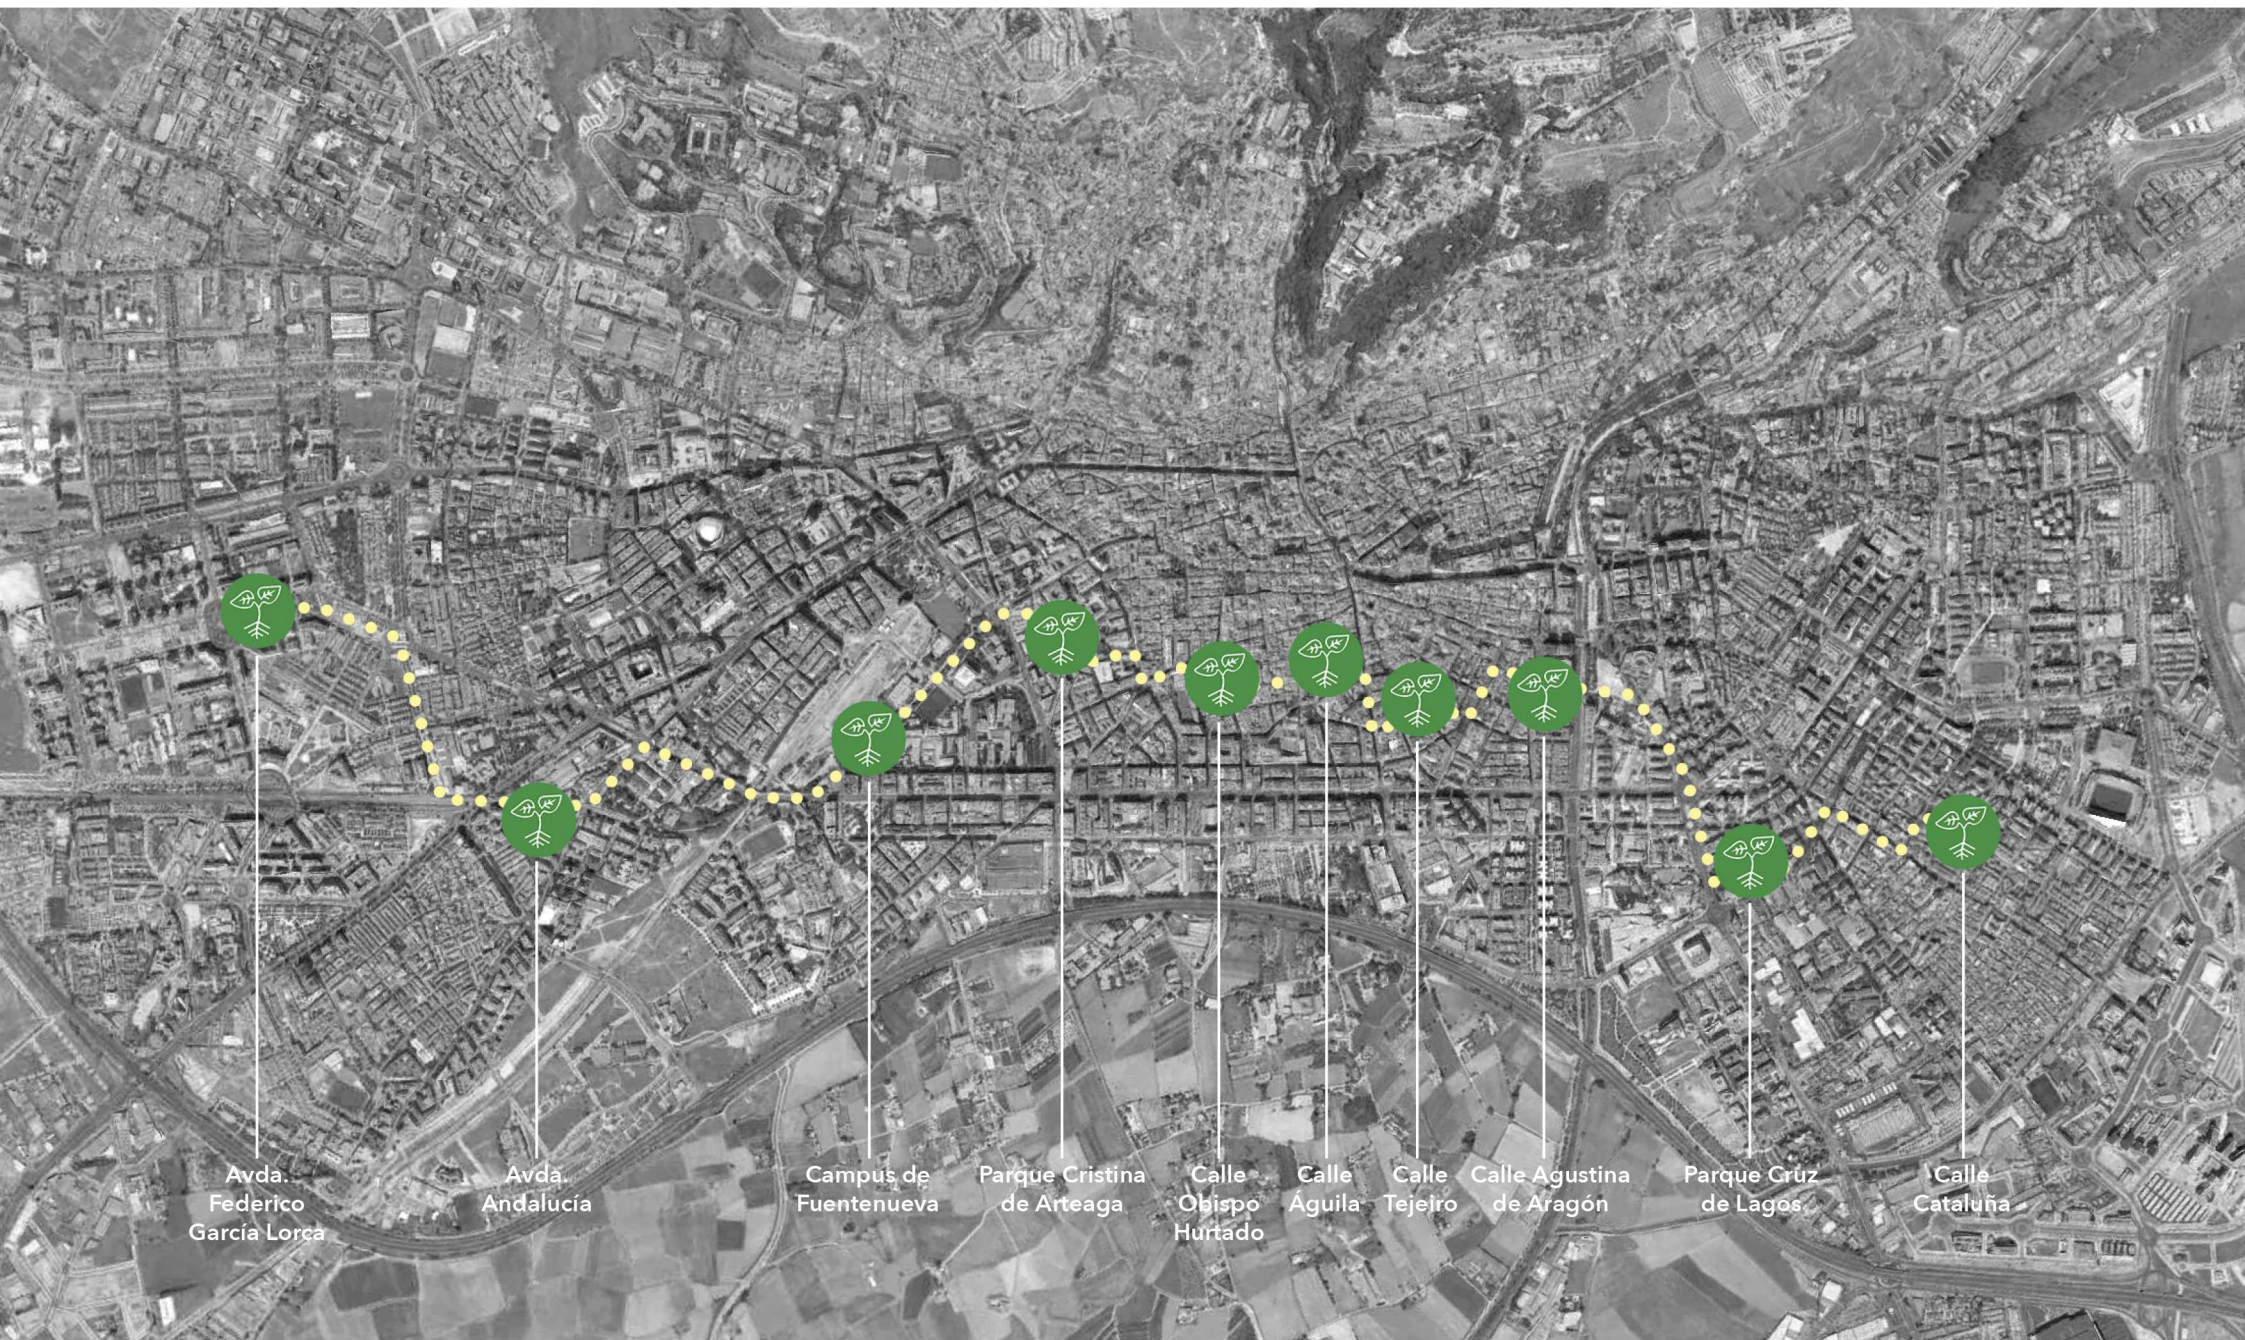 Avda.
Federico
García Lorca
Avda.
Andalucía
Campus de
Fuentenueva
Parque Cristina
de Arteaga
Calle
Obispo
Hurtado
Calle
Águila
Calle
Tejeiro
Calle Agustina
de Aragón
Parque Cruz
de Lagos
Calle
Cataluña